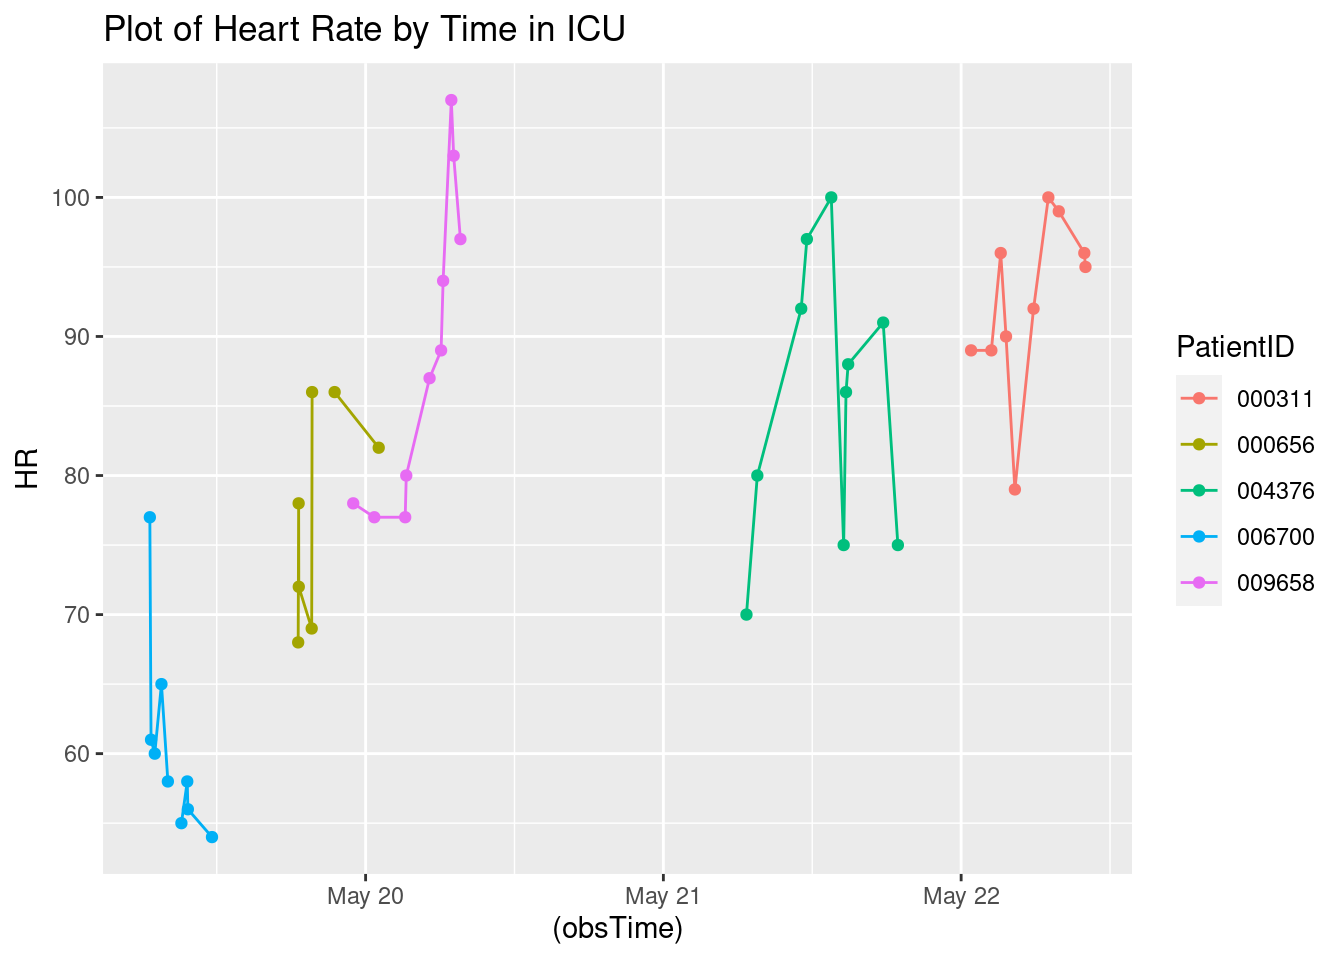 Plot of Heart Rate by Time in ICU
HR
100
90
80
70
60
May 20
May 21
May 22
(obsTime)
PatientID
000311
000656
004376
006700
009658